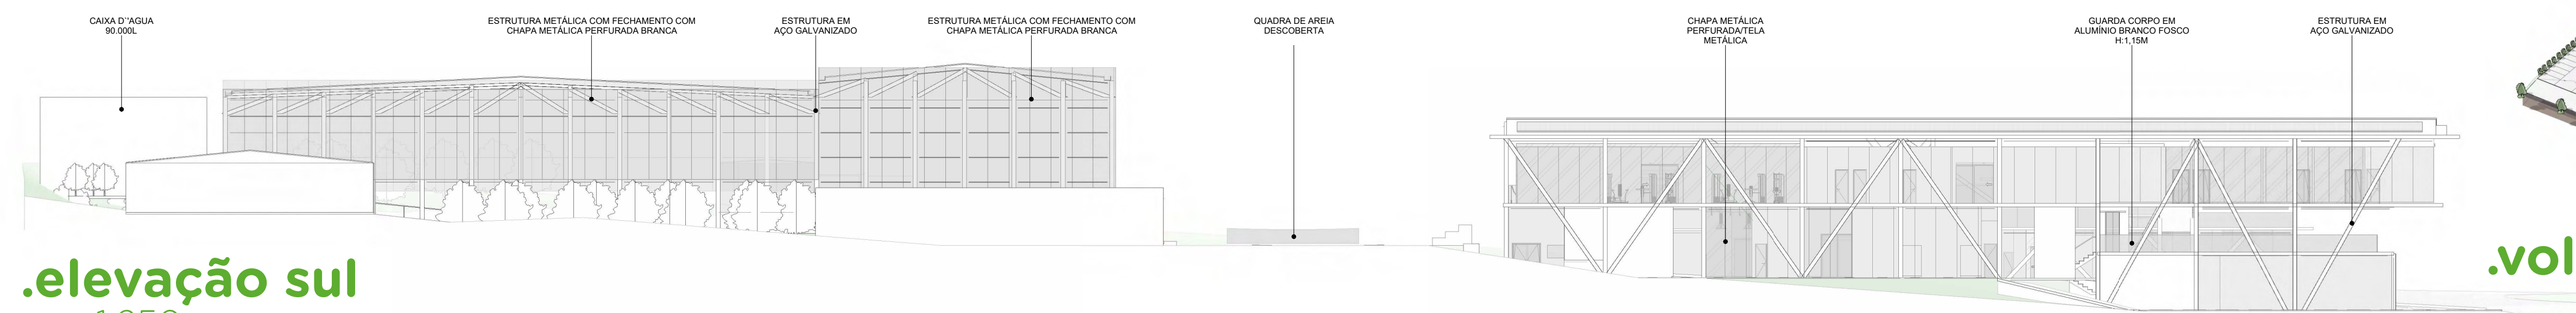 CAIXA D´'AGUA
90.000L
ESTRUTURA METÁLICA COM FECHAMENTO COM
CHAPA METÁLICA PERFURADA BRANCA
ESTRUTURA EM
AÇO GALVANIZADO
ESTRUTURA METÁLICA COM FECHAMENTO COM
CHAPA METÁLICA PERFURADA BRANCA
QUADRA DE AREIA
DESCOBERTA
CHAPA METÁLICA
PERFURADA/TELA
METÁLICA
GUARDA CORPO EM
ALUMÍNIO BRANCO FOSCO
H:1,15M
ESTRUTURA EM
AÇO GALVANIZADO
.elevação sul
.vol